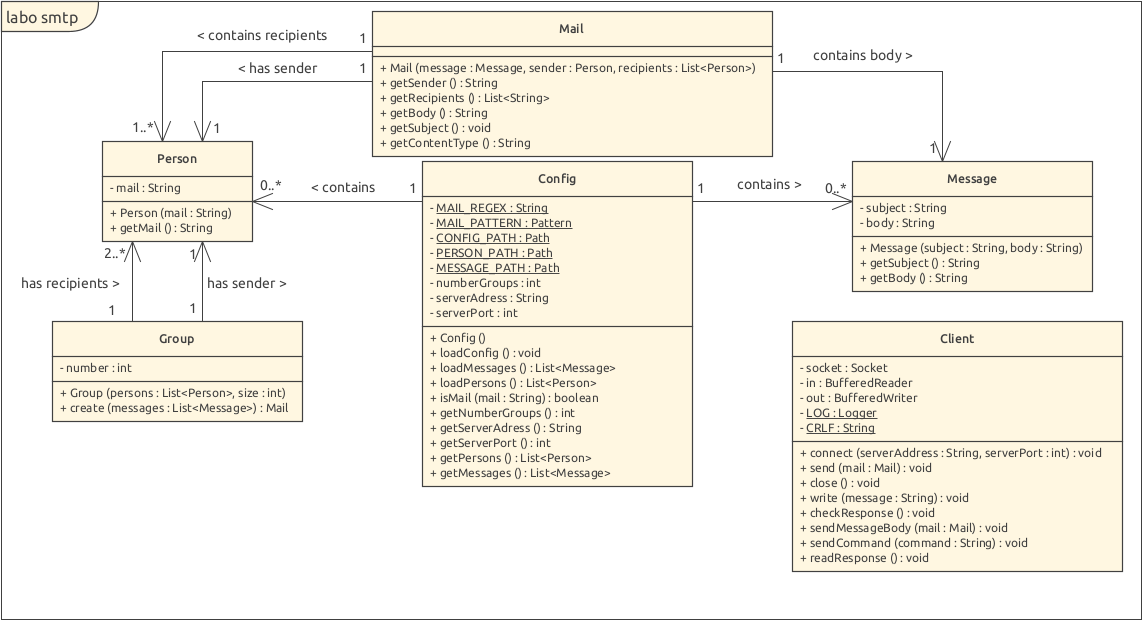 labo smtp
Mail
+ Mail (message : Message, sender : Person, recipients : List<Person>)
+ getSender () : String
+ getRecipients () : List<String>
+ getBody () : String
+ getSubject () : void
+ getContentType () : String
< contains recipients
1
1..*
< has sender
1
1
contains body >
1
1
Person
- mail : String
+ Person (mail : String)
+ getMail () : String
0..*
< contains
1
Config
- MAIL_REGEX : String
- MAIL_PATTERN : Pattern
- CONFIG_PATH : Path
- PERSON_PATH : Path
- MESSAGE_PATH : Path
- numberGroups : int
- serverAdress : String
- serverPort : int
+ Config ()
+ loadConfig () : void
+ loadMessages () : List<Message>
+ loadPersons () : List<Person>
+ isMail (mail : String) : boolean
+ getNumberGroups () : int
+ getServerAdress () : String
+ getServerPort () : int
+ getPersons () : List<Person>
+ getMessages () : List<Message>
1
contains >
0..*
Message
- subject : String
- body : String
+ Message (subject : String, body : String)
+ getSubject () : String
+ getBody () : String
2..*
has recipients >
1
1
has sender >
1
Group
- number : int
+ Group (persons : List<Person>, size : int)
+ create (messages : List<Message>) : Mail
Client
- socket : Socket
- in : BufferedReader
- out : BufferedWriter
- LOG : Logger
- CRLF : String
+ connect (serverAddress : String, serverPort : int) : void
+ send (mail : Mail) : void
+ close () : void
+ write (message : String) : void
+ checkResponse () : void
+ sendMessageBody (mail : Mail) : void
+ sendCommand (command : String) : void
+ readResponse () : void